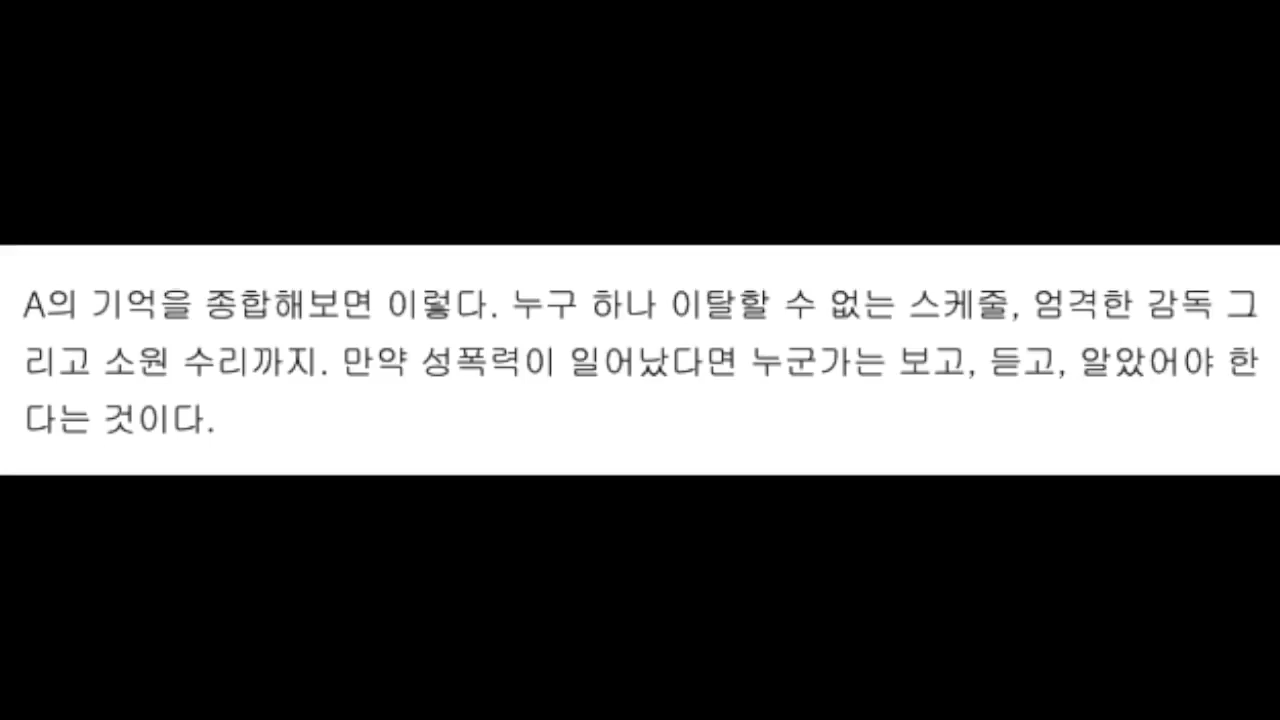 A의 기억을 종합해보면 이렇다. 누구 하나 이탈할 수 없는 스케줄, 엄격한 감독 그
리고 소원 수리까지. 만약 성폭력이 일어났다면 누군가는 보고, 듣고, 알았어야 한
다는 것이다.